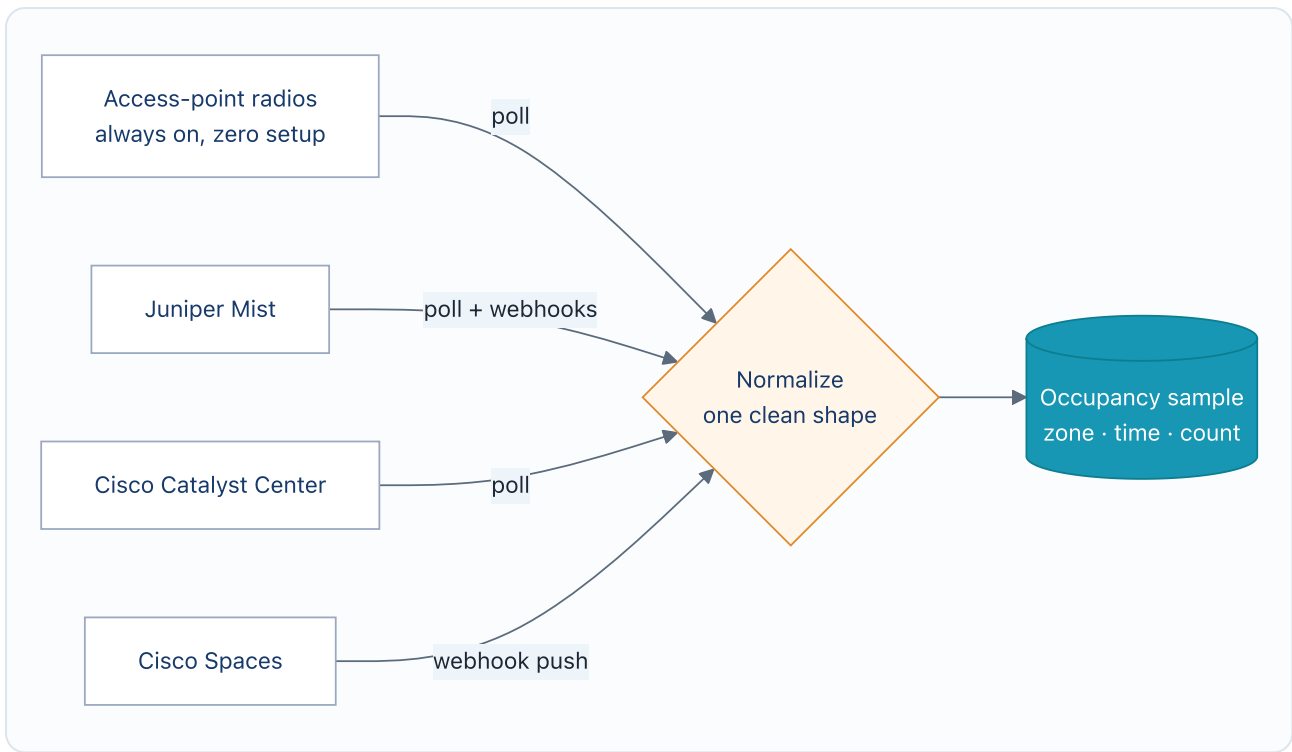 Access-point radios
always on, zero setup
poll
Juniper Mist
poll + webhooks
Normalize
one clean shape
Occupancy sample
zone · time · count
Cisco Catalyst Center
poll
Cisco Spaces
webhook push